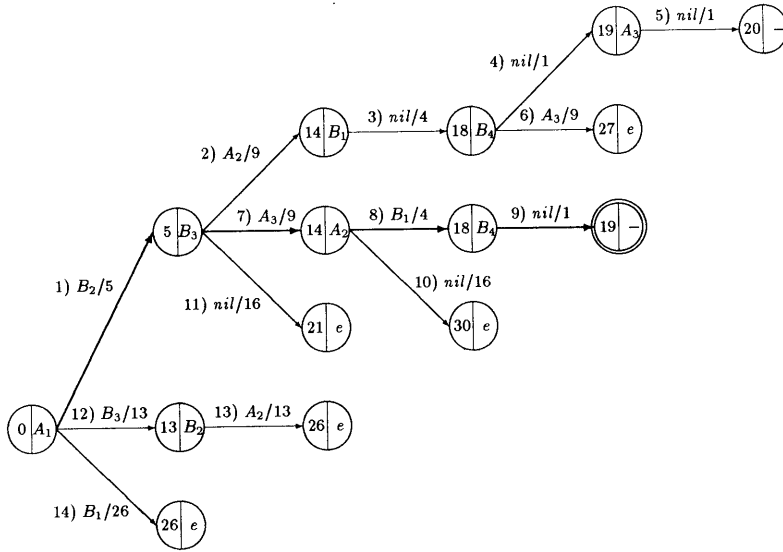 5) nil/1
19 A₃
20 –
4) nil/1
3) nil/4
6) A₃/9
14 B₁
18 B₄
27 e
2) A₂/9
7) A₃/9
8) B₁/4
9) nil/1
5 B₃
14 A₂
18 B₄
19 –
1) B₂/5
10) nil/16
11) nil/16
21 e
30 e
12) B₃/13
13) A₂/13
0 A₁
13 B₂
26 e
14) B₁/26
26 e